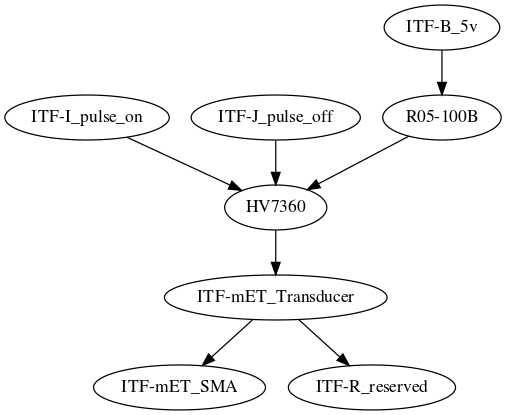 ITF-B_5v
ITF-I_pulse_on
ITF-J_pulse_off
R05-100B
HV7360
ITF-mET_Transducer
ITF-mET_SMA
ITF-R_reserved